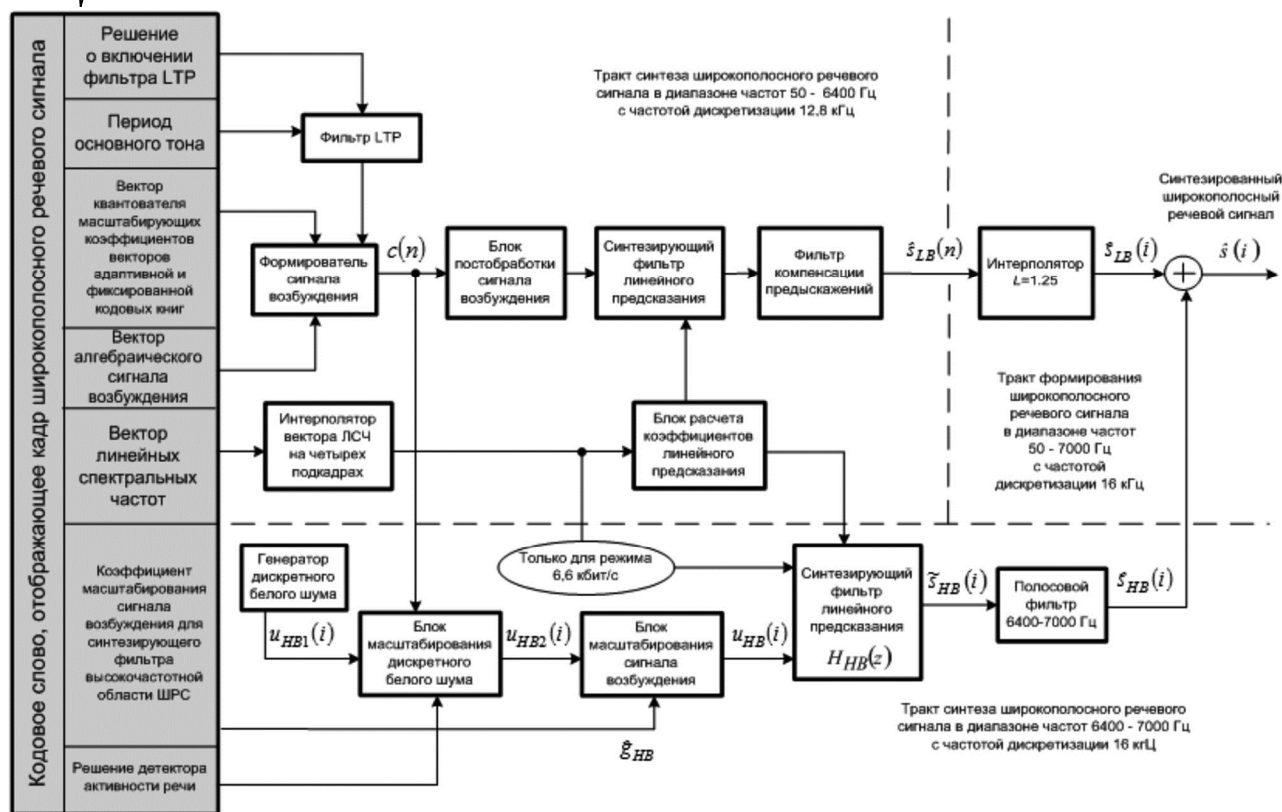 Кодовое слово, отображающее кадр широкополосного речевого сигнала
Решение
о включении
фильтра LTP
Период
основного тона
Вектор
квантователя
масштабирующих
коэффициентов
векторов
адаптивной и
фиксированной
кодовых книг
Вектор
алгебраического
сигнала
возбуждения
Вектор
линейных
спектральных
частот
Коэффициент
масштабирования
сигнала
возбуждения для
синтезирующего
фильтра
высокочастотной
области ШРС
Решение детектора
активности речи
Фильтр LTP
Тракт синтеза широкополосного речевого
сигнала в диапазоне частот 50 - 6400 Гц
с частотой дискретизации 12,8 кГц
Формирователь
сигнала
возбуждения
c(n)
Блок
постобработки
сигнала
возбуждения
Синтезирующий
фильтр
линейного
предсказания
Фильтр
компенсации
предыскажений
ŝ_LB(n)
Интерполятор
L=1.25
ŝ_LB(i)
Синтезированный
широкополосный
речевой сигнал
ŝ(i)
Интерполятор
вектора ЛСЧ
на четырех
подкадрах
Блок расчета
коэффициентов
линейного
предсказания
Тракт формирования
широкополосного
речевого сигнала
в диапазоне частот
50 - 7000 Гц
с частотой
дискретизации 16 кГц
Генератор
дискретного
белого шума
u_HB1(i)
Только для режима
6,6 кбит/с
Блок
масштабирования
дискретного
белого шума
u_HB2(i)
Блок
масштабирования
сигнала
возбуждения
u_HB(i)
ĝ_HB
Синтезирующий
фильтр
линейного
предсказания
H_HB(z)
s̃_HB(i)
Полосовой
фильтр
6400-7000 Гц
ŝ_HB(i)
Тракт синтеза широкополосного речевого
сигнала в диапазоне частот 6400 - 7000 Гц
с частотой дискретизации 16 кгЦ